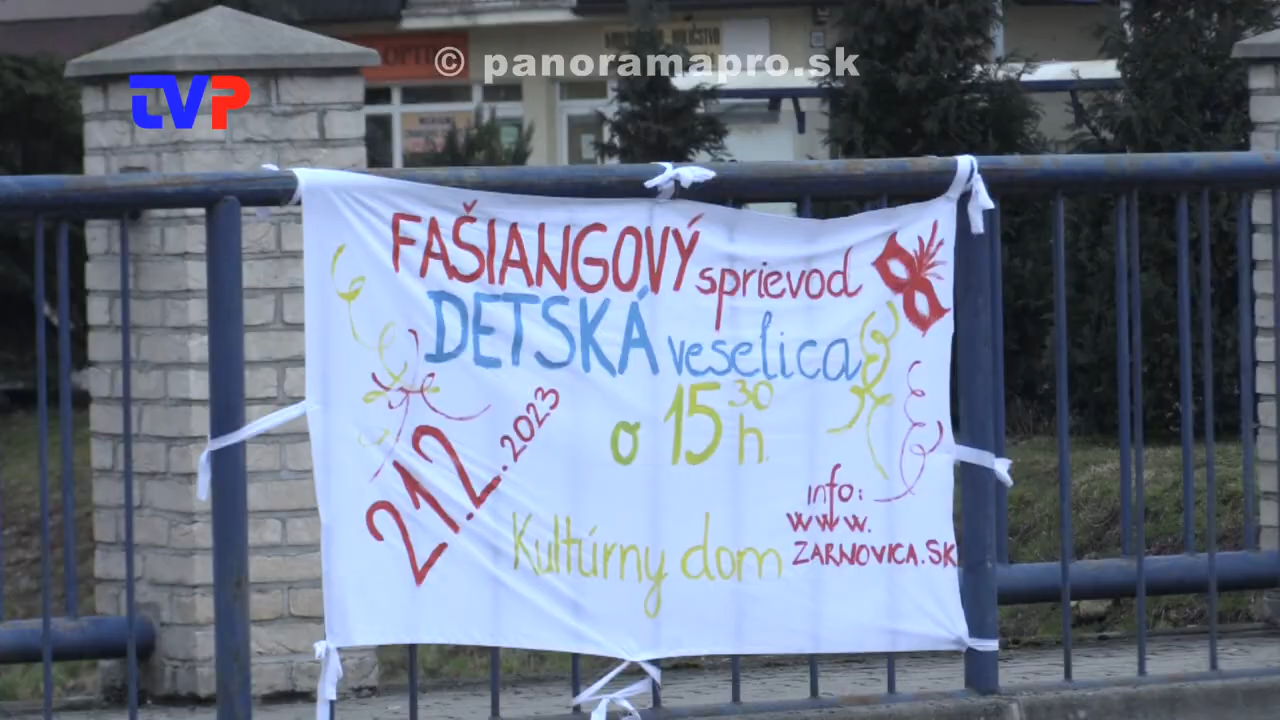 © panoramapro.sk
TVP
FAŠIANGOVÝ sprievod
DETSKÁ veselica
21.2.2023
o 15 30 h.
Kultúrny dom
info:
www.
ZARNOVICA.SK